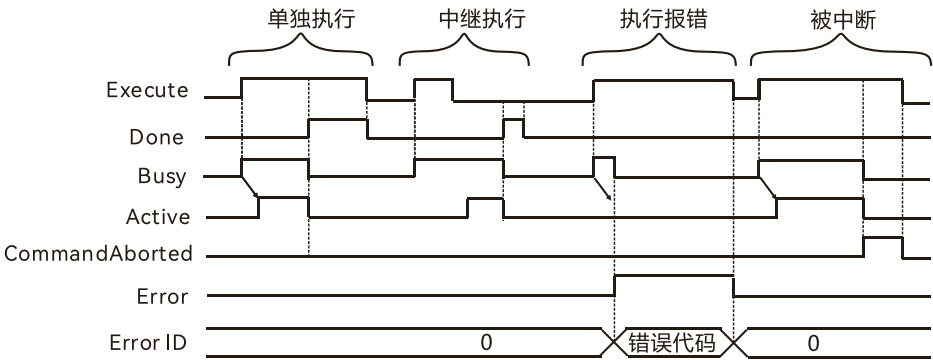 单独执行 中继执行 执行报错 被中断
Execute
Done
Busy
Active
CommandAborted
Error
Error ID 0 错误代码 0